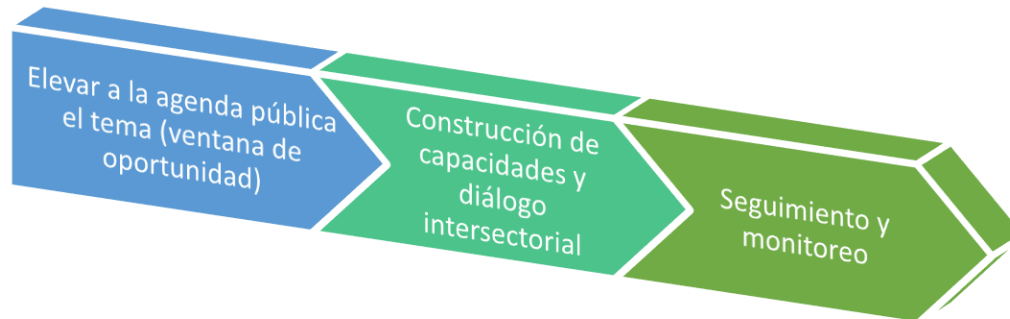 Elevar a la agenda pública
el tema (ventana de
oportunidad)
Construcción de
capacidades y
diálogo
intersectorial
Seguimiento y
monitoreo